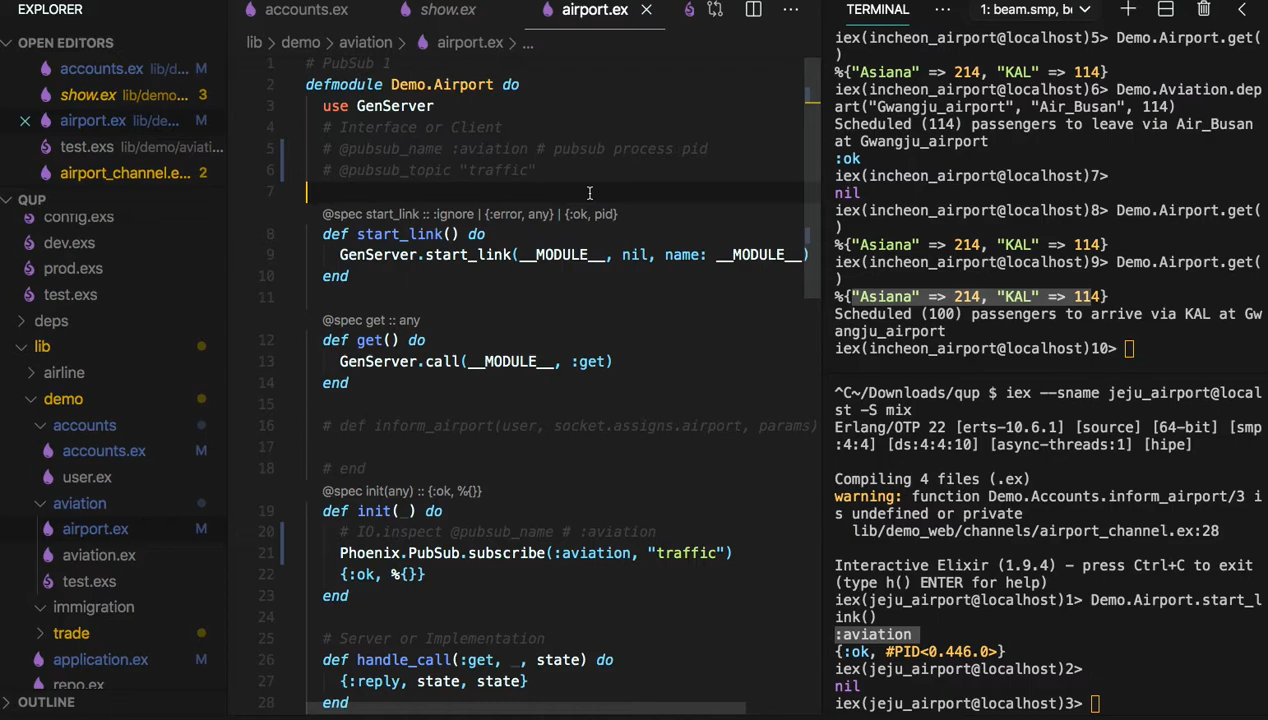 EXPLORER
OPEN EDITORS
accounts.ex lib/d... M
show.ex lib/demo... 3
airport.ex lib/de... M
test.exs lib/demo/aviati...
airport_channel.e... 2
QUP
config.exs
dev.exs
prod.exs
test.exs
deps
lib
airline
demo
accounts
accounts.ex M
user.ex
aviation
airport.ex M
aviation.ex
test.exs
immigration
trade
application.ex M
repo.ex
OUTLINE
accounts.ex show.ex airport.ex
lib > demo > aviation > airport.ex > ...
1 # PubSub 1
2 defmodule Demo.Airport do
3 use GenServer
4 # Interface or Client
5 # @pubsub_name :aviation # pubsub process pid
6 # @pubsub_topic "traffic"
7
@spec start_link :: :ignore | {:error, any} | {:ok, pid}
8 def start_link() do
9 GenServer.start_link(__MODULE__, nil, name: __MODULE__)
10 end
11
@spec get :: any
12 def get() do
13 GenServer.call(__MODULE__, :get)
14 end
15
16 # def inform_airport(user, socket.assigns.airport, params)
17
18 # end
@spec init(any) :: {:ok, %{}}
19 def init(_) do
20 # IO.inspect @pubsub_name # :aviation
21 Phoenix.PubSub.subscribe(:aviation, "traffic")
22 {:ok, %{}}
23 end
24
25 # Server or Implementation
26 def handle_call(:get, _, state) do
27 {:reply, state, state}
28 end
TERMINAL ... 1: beam.smp, b
iex(incheon_airport@localhost)5> Demo.Airport.get(
)
%{"Asiana" => 214, "KAL" => 114}
iex(incheon_airport@localhost)6> Demo.Aviation.dep
art("Gwangju_airport", "Air_Busan", 114)
Scheduled (114) passengers to leave via Air_Busan
at Gwangju_airport
:ok
iex(incheon_airport@localhost)7>
nil
iex(incheon_airport@localhost)8> Demo.Airport.get(
)
%{"Asiana" => 214, "KAL" => 114}
iex(incheon_airport@localhost)9> Demo.Airport.get(
)
%{"Asiana" => 214, "KAL" => 114}
Scheduled (100) passengers to arrive via KAL at Gw
angju_airport
iex(incheon_airport@localhost)10>
^C~/Downloads/qup $ iex --sname jeju_airport@local
st -S mix
Erlang/OTP 22 [erts-10.6.1] [source] [64-bit] [smp
:4:4] [ds:4:4:10] [async-threads:1] [hipe]
Compiling 4 files (.ex)
warning: function Demo.Accounts.inform_airport/3 i
s undefined or private
lib/demo_web/channels/airport_channel.ex:28
Interactive Elixir (1.9.4) - press Ctrl+C to exit
(type h() ENTER for help)
iex(jeju_airport@localhost)1> Demo.Airport.start_l
ink()
:aviation
{:ok, #PID<0.446.0>}
iex(jeju_airport@localhost)2>
nil
iex(jeju_airport@localhost)3>